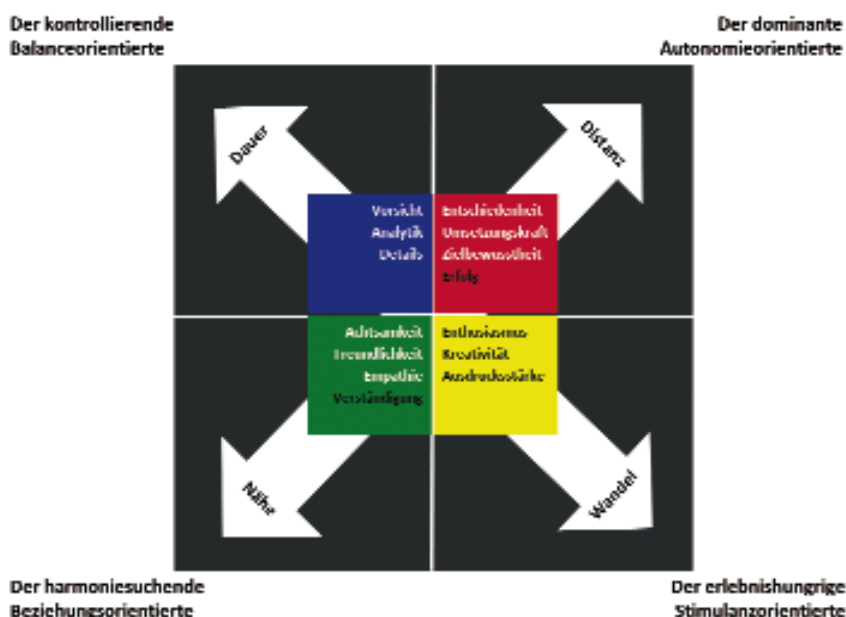 Der kontrollierende
Balanceorientierte
Der dominante
Autonomieorientierte
Dauer
Distanz
Vorsicht
Analytik
Details
Entschiedenheit
Umsetzungskraft
Zielbewusstheit
Erfolg
Achtsamkeit
Freundlichkeit
Empathie
Verständigung
Enthusiasmus
Kreativität
Ausdrucksstärke
Nähe
Wandel
Der harmoniesuchende
Beziehungsorientierte
Der erlebnishungrige
Stimulanzorientierte